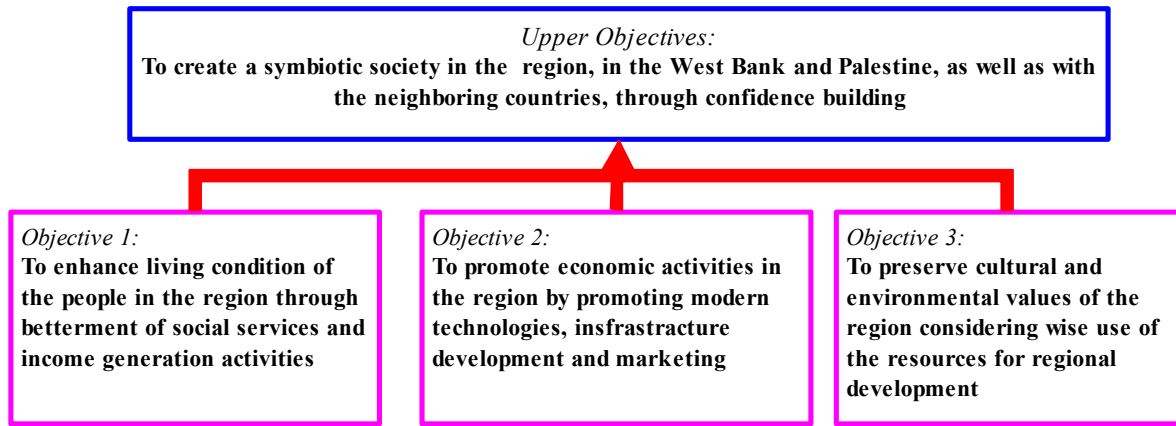 Upper Objectives:
To create a symbiotic society in the region, in the West Bank and Palestine, as well as with
the neighboring countries, through confidence building
Objective 1:
To enhance living condition of
the people in the region through
betterment of social services and
income generation activities
Objective 2:
To promote economic activities in
the region by promoting modern
technologies, insfrastracture
development and marketing
Objective 3:
To preserve cultural and
environmental values of the
region considering wise use of
the resources for regional
development